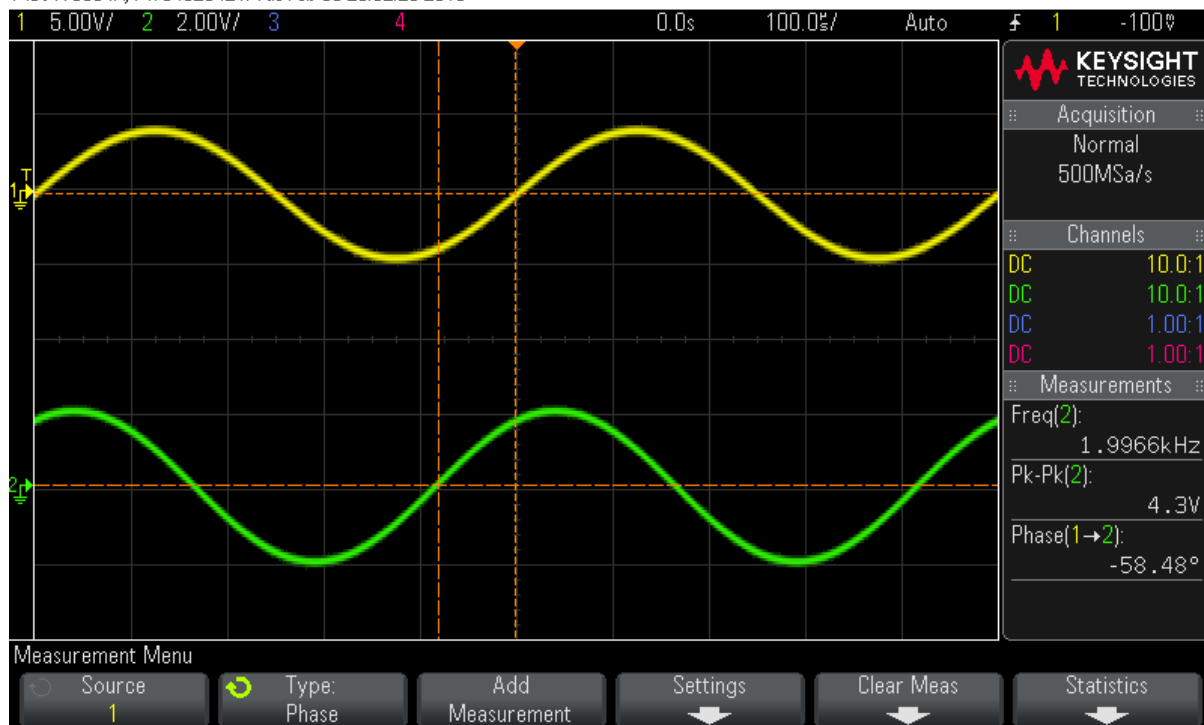 1 5.00V/ 2 2.00V/ 3 4 0.0s 100.0us/ Auto 1 -100mV
KEYSIGHT
TECHNOLOGIES
Acquisition
Normal
500MSa/s
Channels
DC 10.0:1
DC 10.0:1
DC 1.00:1
DC 1.00:1
Measurements
Freq(2):
1.9966kHz
Pk-Pk(2):
4.3V
Phase(1→2):
-58.48°
T
1
2
Measurement Menu
Source
1
Type:
Phase
Add
Measurement
Settings
Clear Meas
Statistics